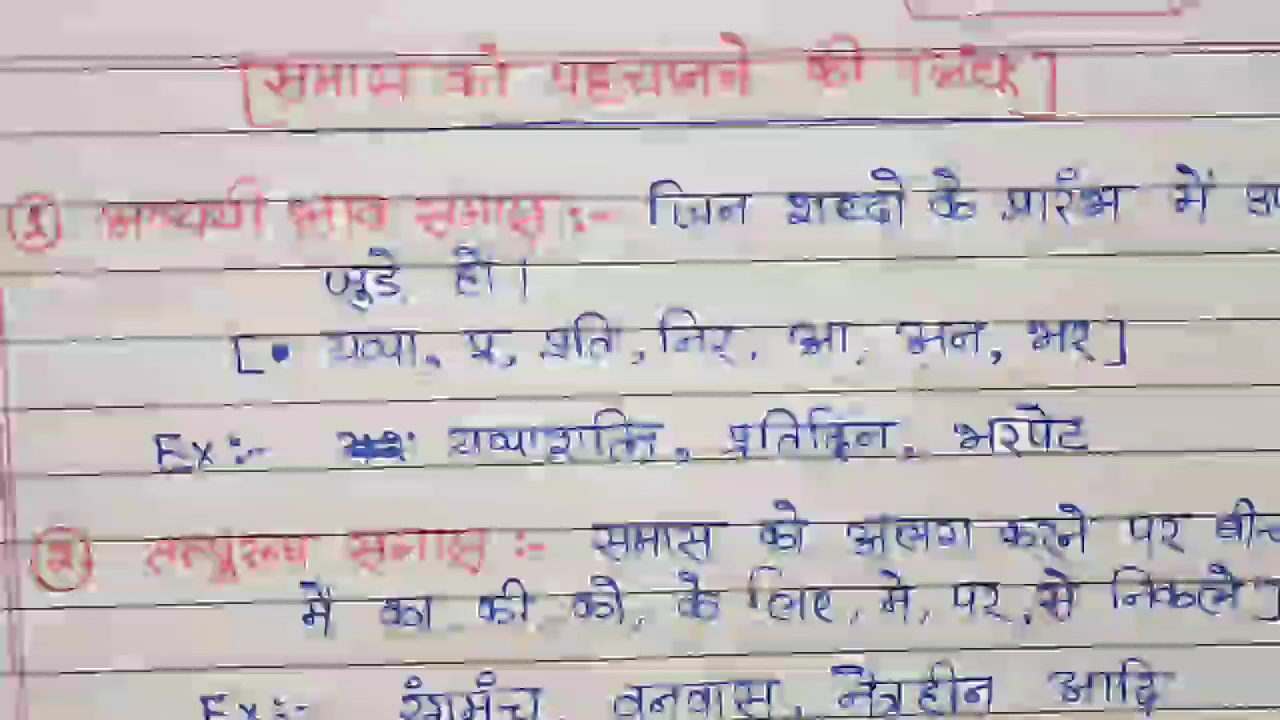 [समास को पहचानने की ट्रिक]
① अव्ययी भाव समास :- जिन शब्दो के प्रारंभ में
जुडे हो।
[• यथा, प्र, प्रति, निर, आ, अन, भर]
Ex:- यथाशक्ति, प्रतिदिन, भरपेट
② तत्पुरुष समास :- समास को अलग करने पर बीच
में का की को, के लिए, मे, पर, से निकले]
Ex:- रंगमंच, वनवास, नेत्रहीन आदि